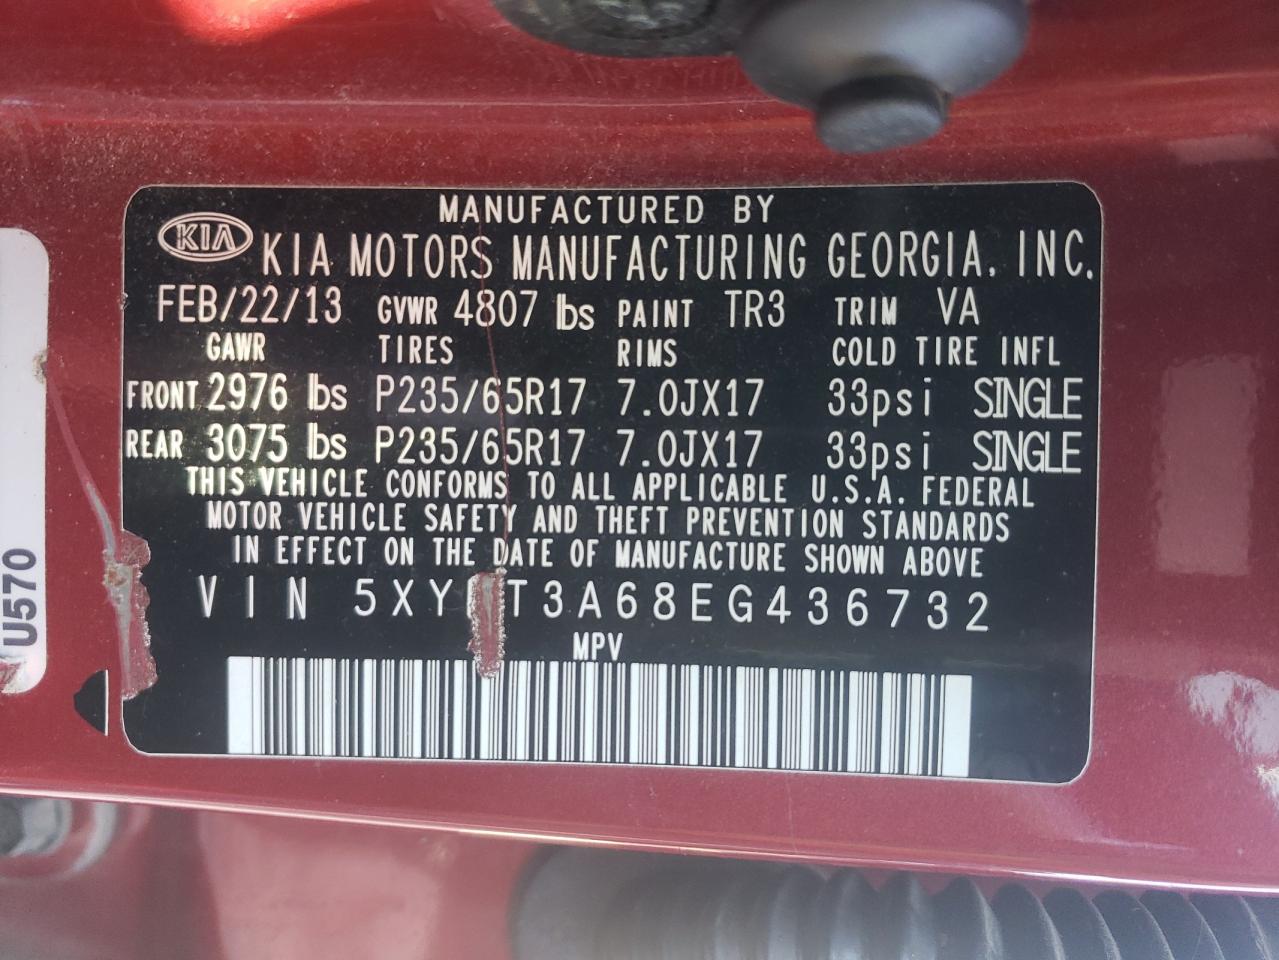 MANUFACTURED BY
KIA KIA MOTORS MANUFACTURING GEORGIA, INC.
FEB/22/13 GVWR 4807 lbs PAINT TR3 TRIM VA
GAWR TIRES RIMS COLD TIRE INFL
FRONT 2976 lbs P235/65R17 7.0JX17 33psi SINGLE
REAR 3075 lbs P235/65R17 7.0JX17 33psi SINGLE
THIS VEHICLE CONFORMS TO ALL APPLICABLE U.S.A. FEDERAL
MOTOR VEHICLE SAFETY AND THEFT PREVENTION STANDARDS
IN EFFECT ON THE DATE OF MANUFACTURE SHOWN ABOVE
VIN
MPV
U570